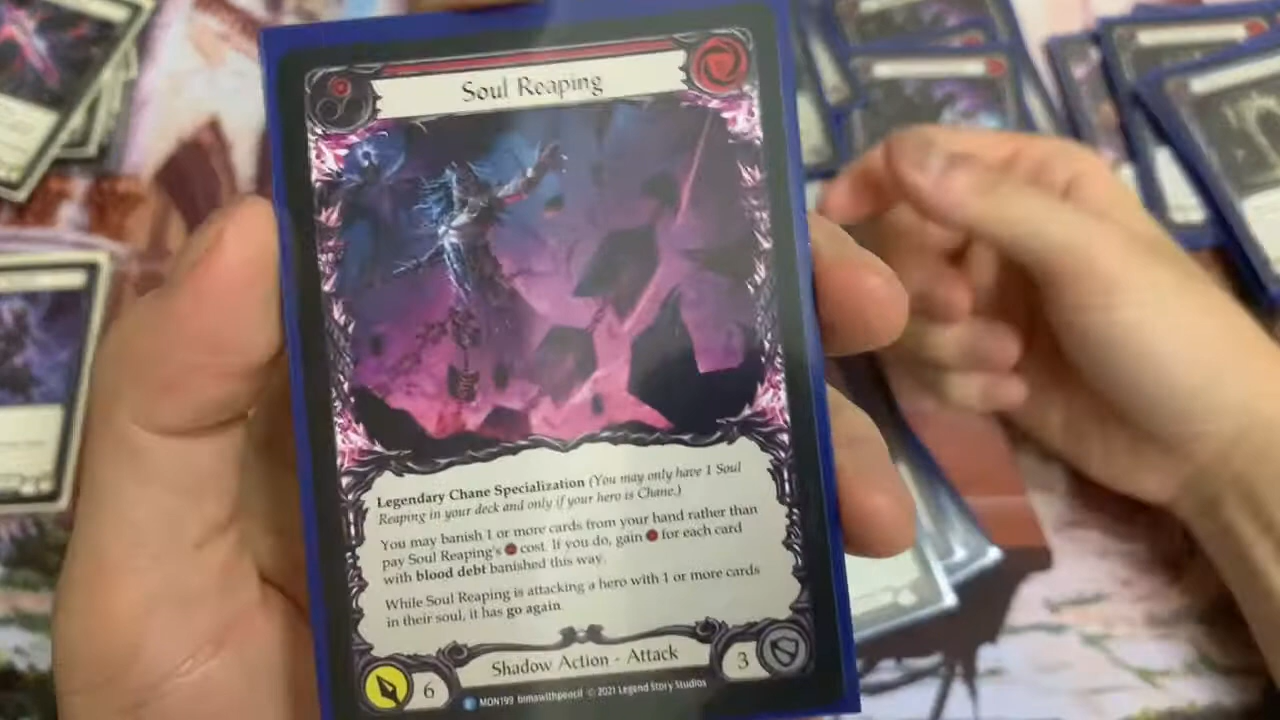 Soul Reaping
Legendary Chane Specialization (You may only have 1 Soul
Reaping in your deck and only if your hero is Chane.)
You may banish 1 or more cards from your hand rather than
pay Soul Reaping's cost. If you do, gain for each card
with blood debt banished this way.
While Soul Reaping is attacking a hero with 1 or more cards
in their soul, it has go again.
Shadow Action - Attack
6
3
MON199 bimawithpencil © 2021 Legend Story Studios